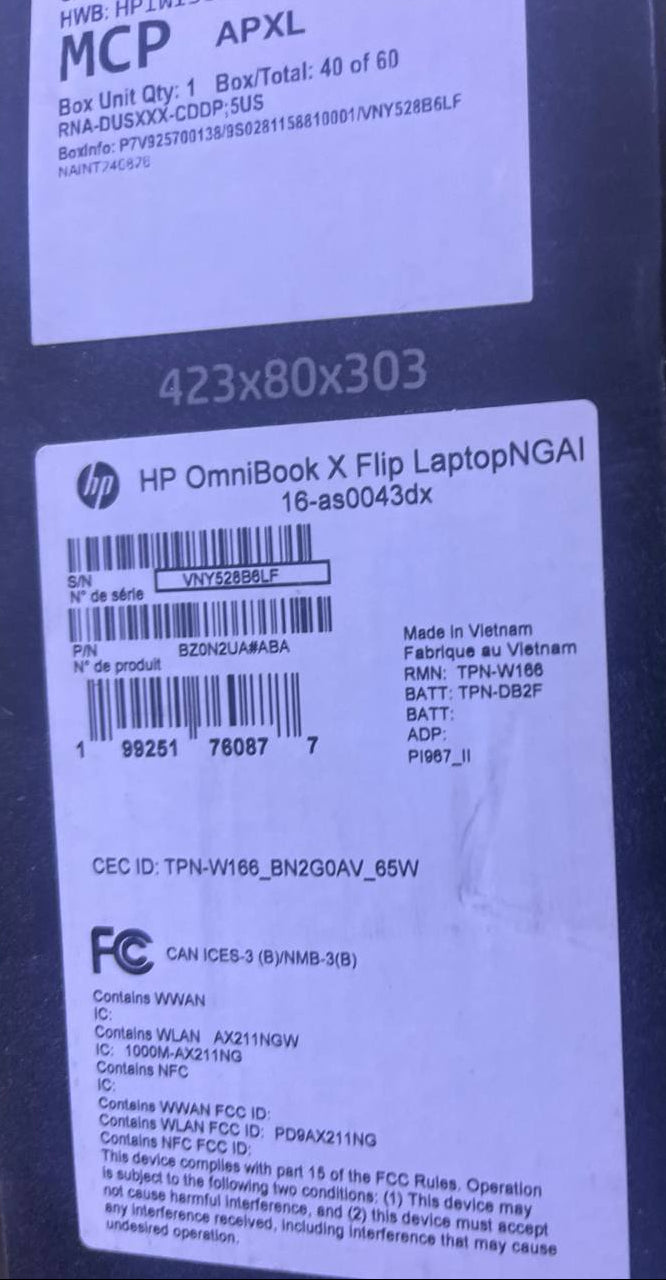 HWB:
MCP APXL
Box Unit Qty: 1 Box/Total: 40 of 60
RNA-DUSXXX-CDDP;5US
BoxInfo: P7V925700138/9S0281158810001/VNY528B6LF
423x80x303
hp HP OmniBook X Flip LaptopNGAI
16-as0043dx
S/N VNY528B6LF
N° de série
P/N BZ0N2UA#ABA
N° de produit
1 99251 76087 7
Made in Vietnam
Fabrique au Vietnam
RMN: TPN-W166
BATT: TPN-DB2F
BATT:
ADP:
PI967_II
CEC ID: TPN-W166_BN2G0AV_65W
FC CAN ICES-3 (B)/NMB-3(B)
Contains WWAN
IC:
Contains WLAN AX211NGW
IC: 1000M-AX211NG
Contains NFC
IC:
Contains WWAN FCC ID:
Contains WLAN FCC ID: PD9AX211NG
Contains NFC FCC ID:
This device complies with part 15 of the FCC Rules. Operation
is subject to the following two conditions: (1) This device may
not cause harmful interference, and (2) this device must accept
any interference received, including interference that may cause
undesired operation.